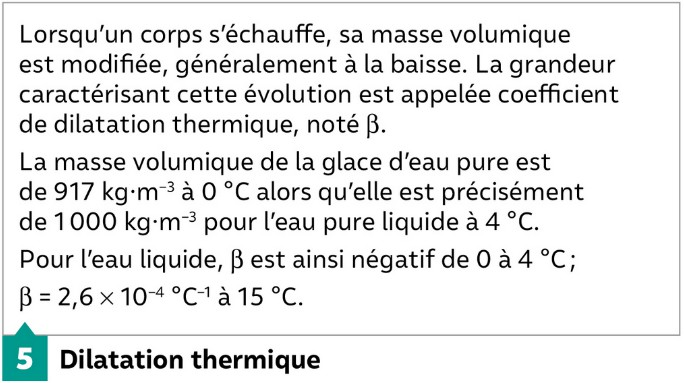 Lorsqu’un corps s’échauffe, sa masse volumique
est modifiée, généralement à la baisse. La grandeur
caractérisant cette évolution est appelée coefficient
de dilatation thermique, noté β.
La masse volumique de la glace d’eau pure est
de 917 kg·m⁻³ à 0 °C alors qu’elle est précisément
de 1 000 kg·m⁻³ pour l’eau pure liquide à 4 °C.
Pour l’eau liquide, β est ainsi négatif de 0 à 4 °C ;
β = 2,6 × 10⁻⁴ °C⁻¹ à 15 °C.
5 Dilatation thermique